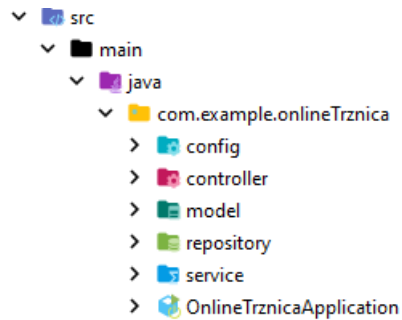 src
main
java
com.example.onlineTrznica
config
controller
model
repository
service
OnlineTrznicaApplication